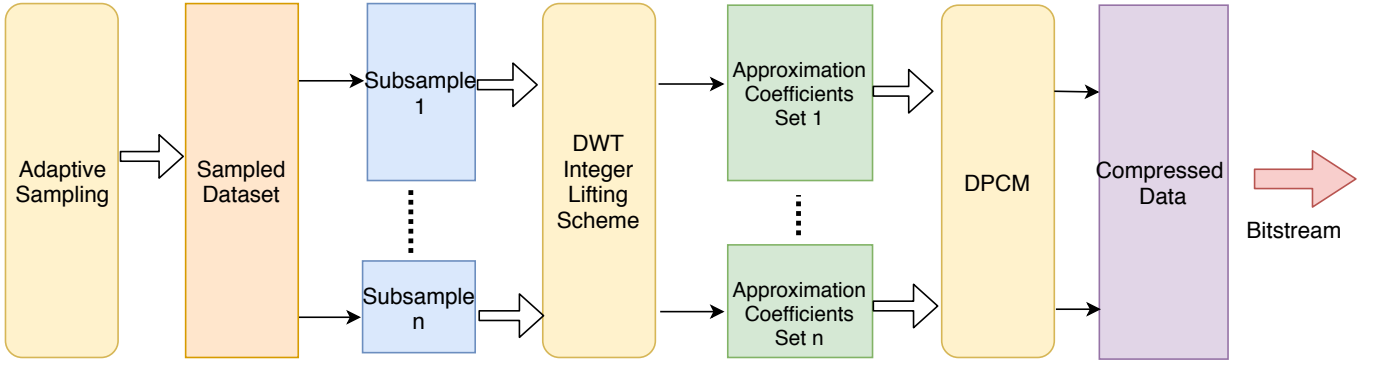 Adaptive
Sampling
Sampled
Dataset
Subsample
1
Subsample
n
DWT
Integer
Lifting
Scheme
Approximation
Coefficients
Set 1
Approximation
Coefficients
Set n
DPCM
Compressed
Data
Bitstream